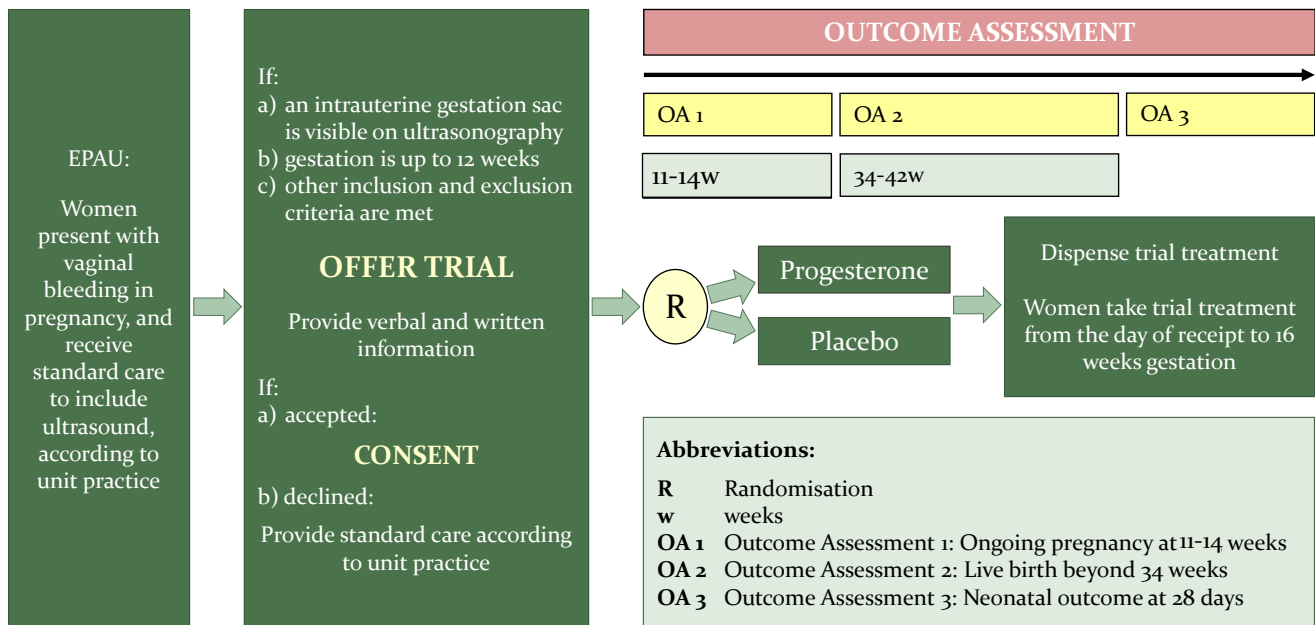 EPAU:
Women
present with
vaginal
bleeding in
pregnancy, and
receive
standard care
to include
ultrasound,
according to
unit practice
If:
a) an intrauterine gestation sac
is visible on ultrasonography
b) gestation is up to 12 weeks
c) other inclusion and exclusion
criteria are met
OFFER TRIAL
Provide verbal and written
information
If:
a) accepted:
CONSENT
b) declined:
Provide standard care according
to unit practice
OUTCOME ASSESSMENT
OA 1
OA 2
OA 3
11-14w
34-42w
R
Progesterone
Placebo
Dispense trial treatment
Women take trial treatment
from the day of receipt to 16
weeks gestation
Abbreviations:
R Randomisation
w weeks
OA 1 Outcome Assessment 1: Ongoing pregnancy at 11-14 weeks
OA 2 Outcome Assessment 2: Live birth beyond 34 weeks
OA 3 Outcome Assessment 3: Neonatal outcome at 28 days